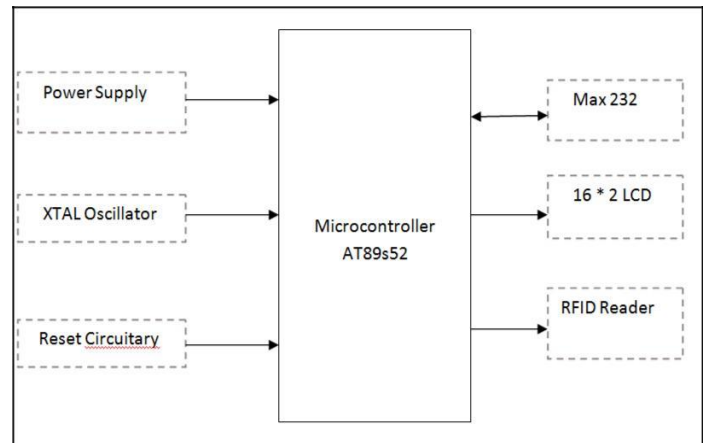 Power Supply
XTAL Oscillator
Reset Circuitary
Microcontroller
AT89s52
Max 232
16 * 2 LCD
RFID Reader